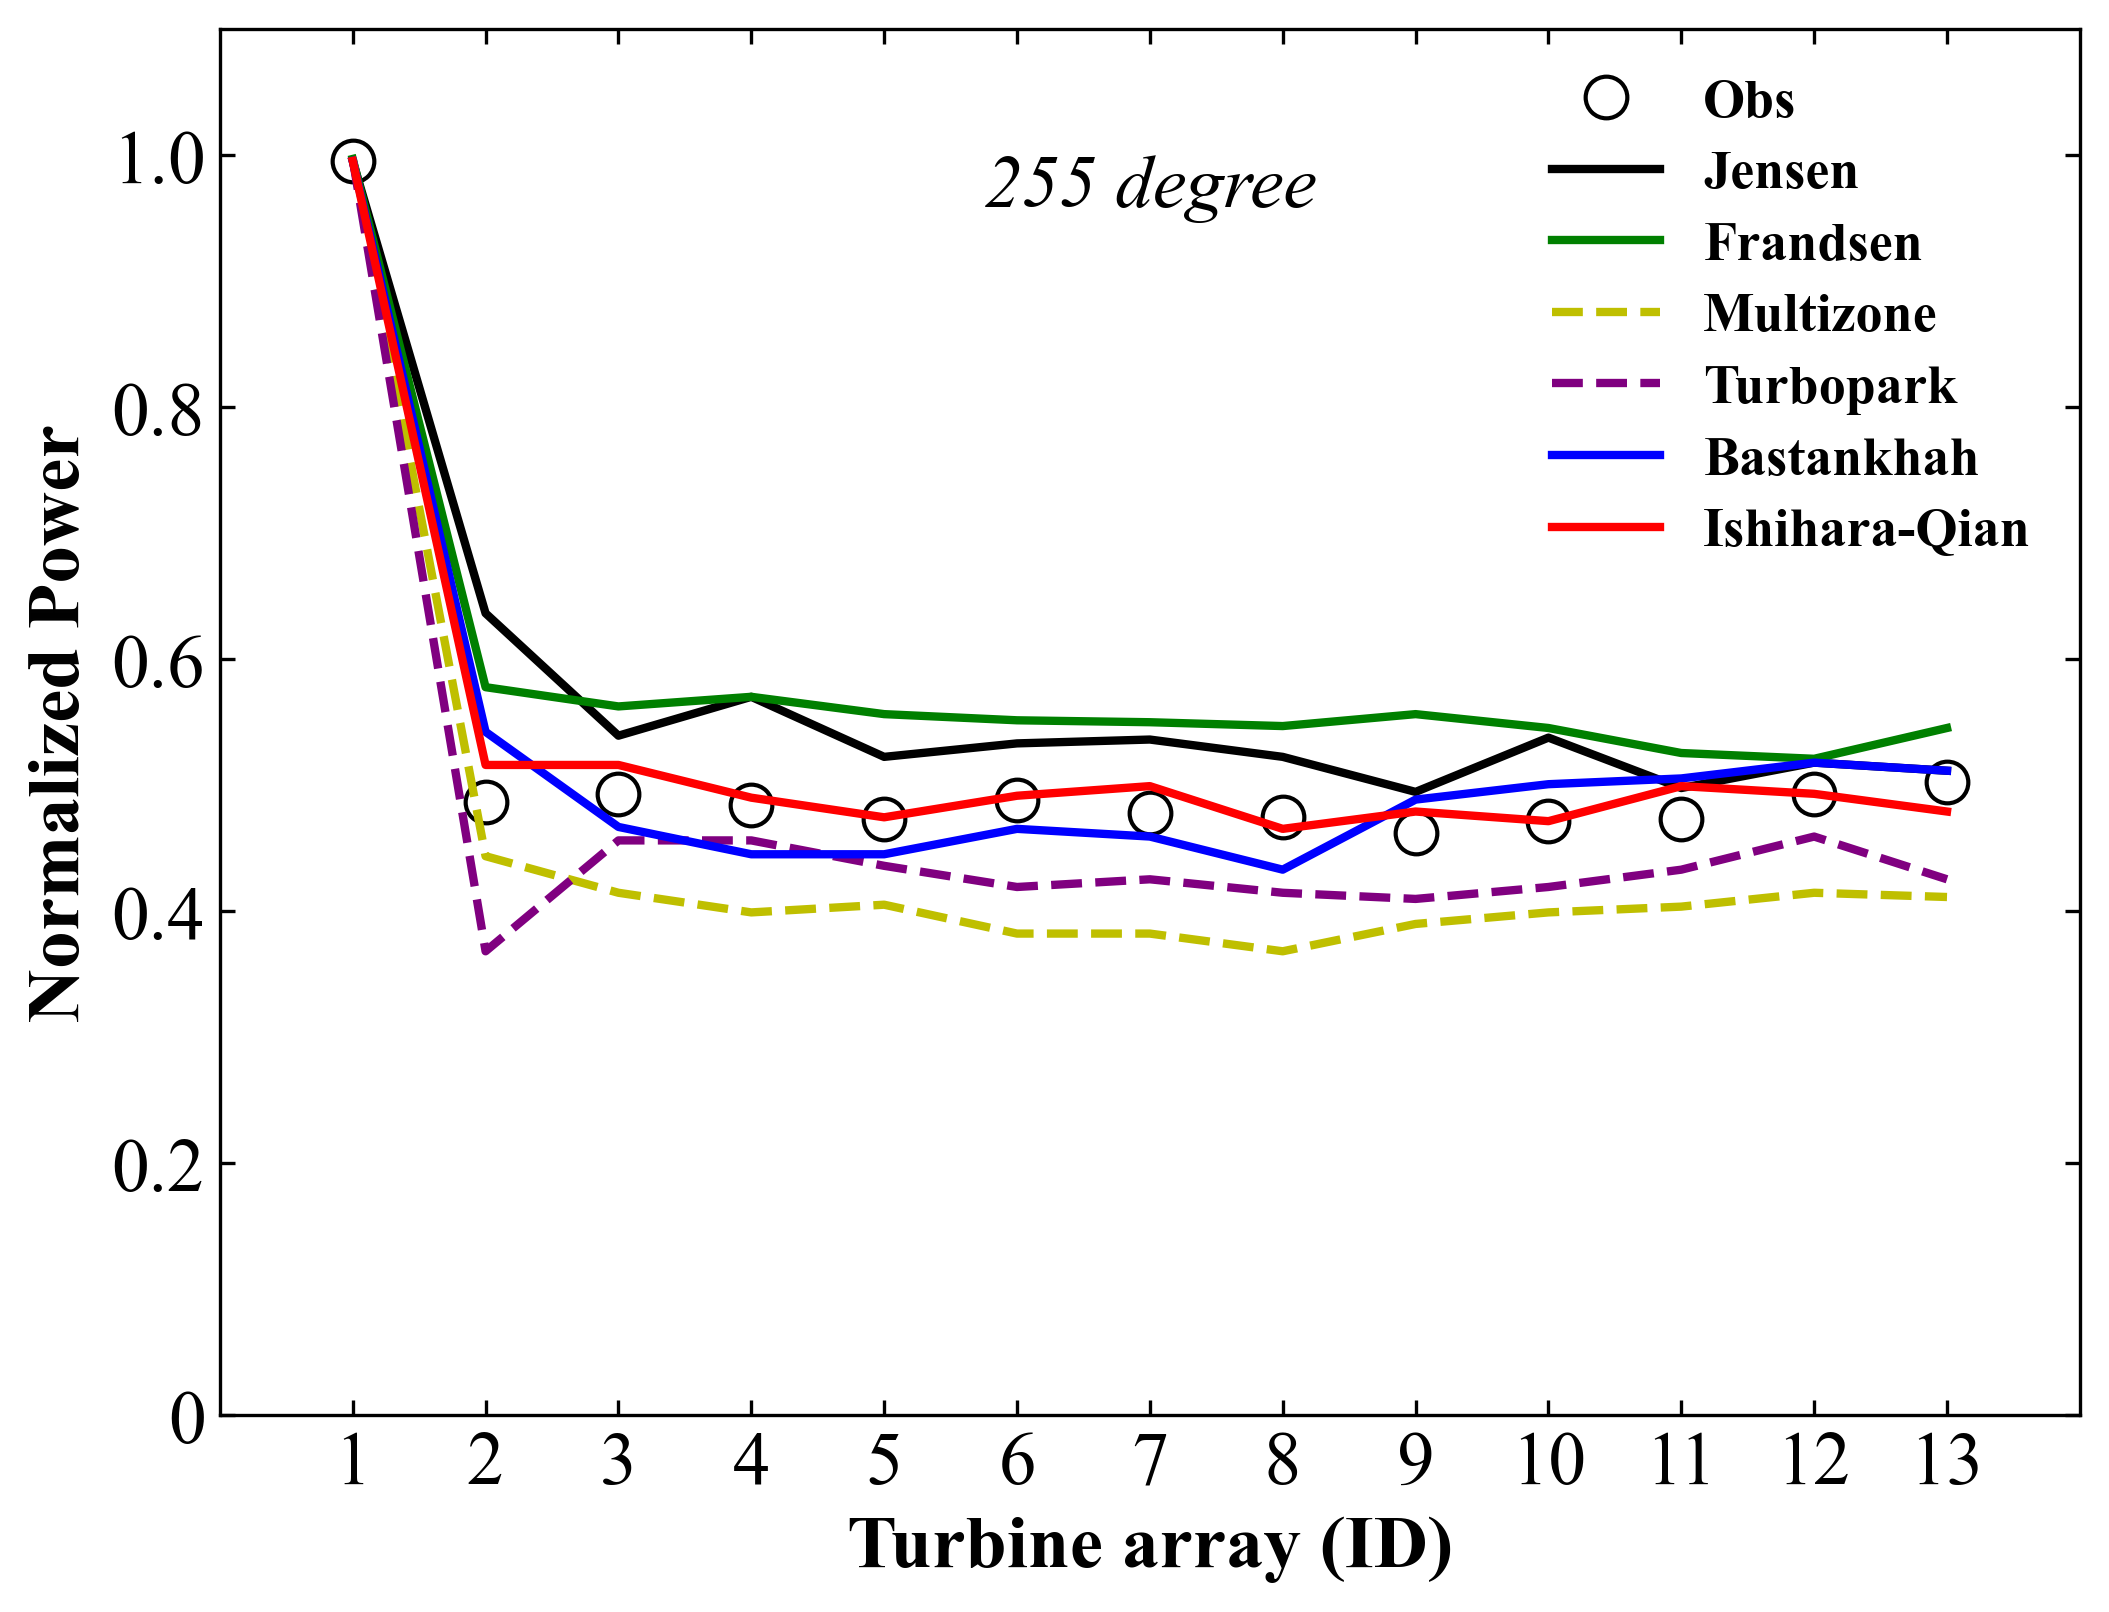 255 degree
Obs
Jensen
Frandsen
Multizone
Turbopark
Bastankhah
Ishihara-Qian
Normalized Power
1.0
0.8
0.6
0.4
0.2
0
1 2 3 4 5 6 7 8 9 10 11 12 13
Turbine array (ID)